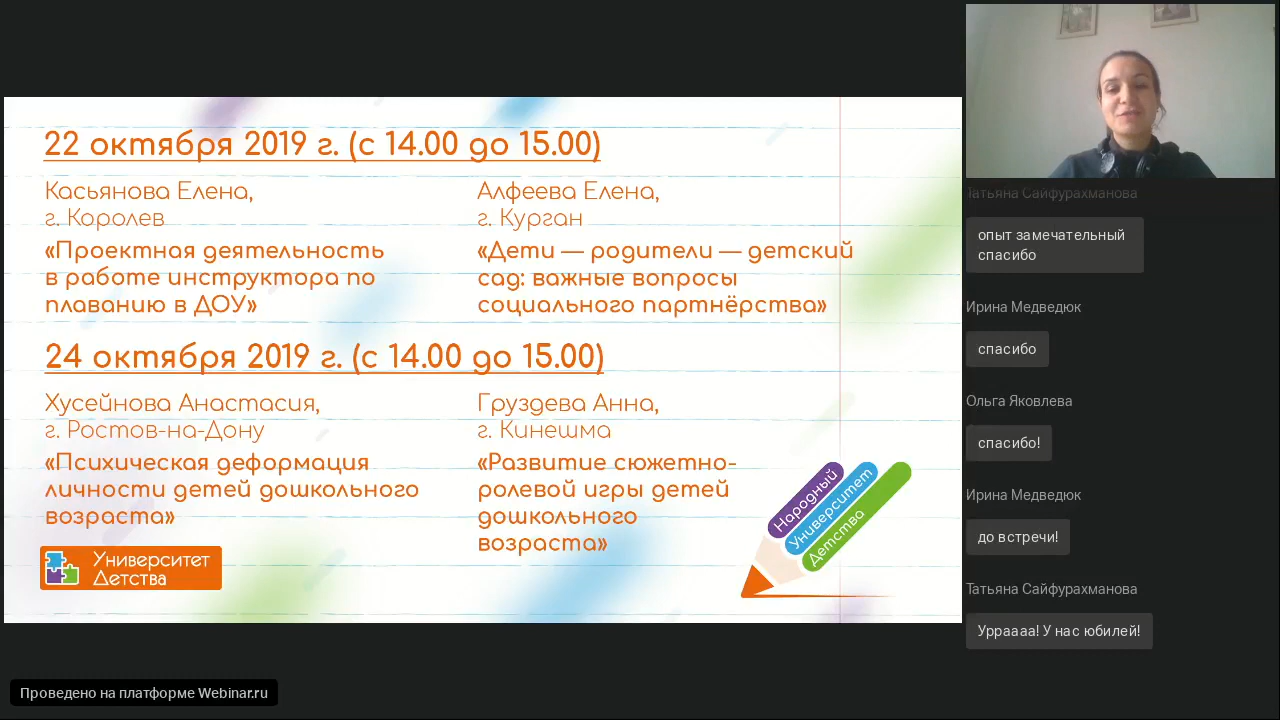 22 октября 2019 г. (с 14.00 до 15.00)
Касьянова Елена,
г. Королев
«Проектная деятельность
в работе инструктора по
плаванию в ДОУ»
Алфеева Елена,
г. Курган
«Дети — родители — детский
сад: важные вопросы
социального партнёрства»
24 октября 2019 г. (с 14.00 до 15.00)
Хусейнова Анастасия,
г. Ростов-на-Дону
«Психическая деформация
личности детей дошкольного
возраста»
Груздева Анна,
г. Кинешма
«Развитие сюжетно-
ролевой игры детей
дошкольного
возраста»
Университет
Детства
Народный
Университет
Детства
Татьяна Сайфурахманова
опыт замечательный
спасибо
Ирина Медведюк
спасибо
Ольга Яковлева
спасибо!
Ирина Медведюк
до встречи!
Татьяна Сайфурахманова
Урраааа! У нас юбилей!
Проведено на платформе Webinar.ru